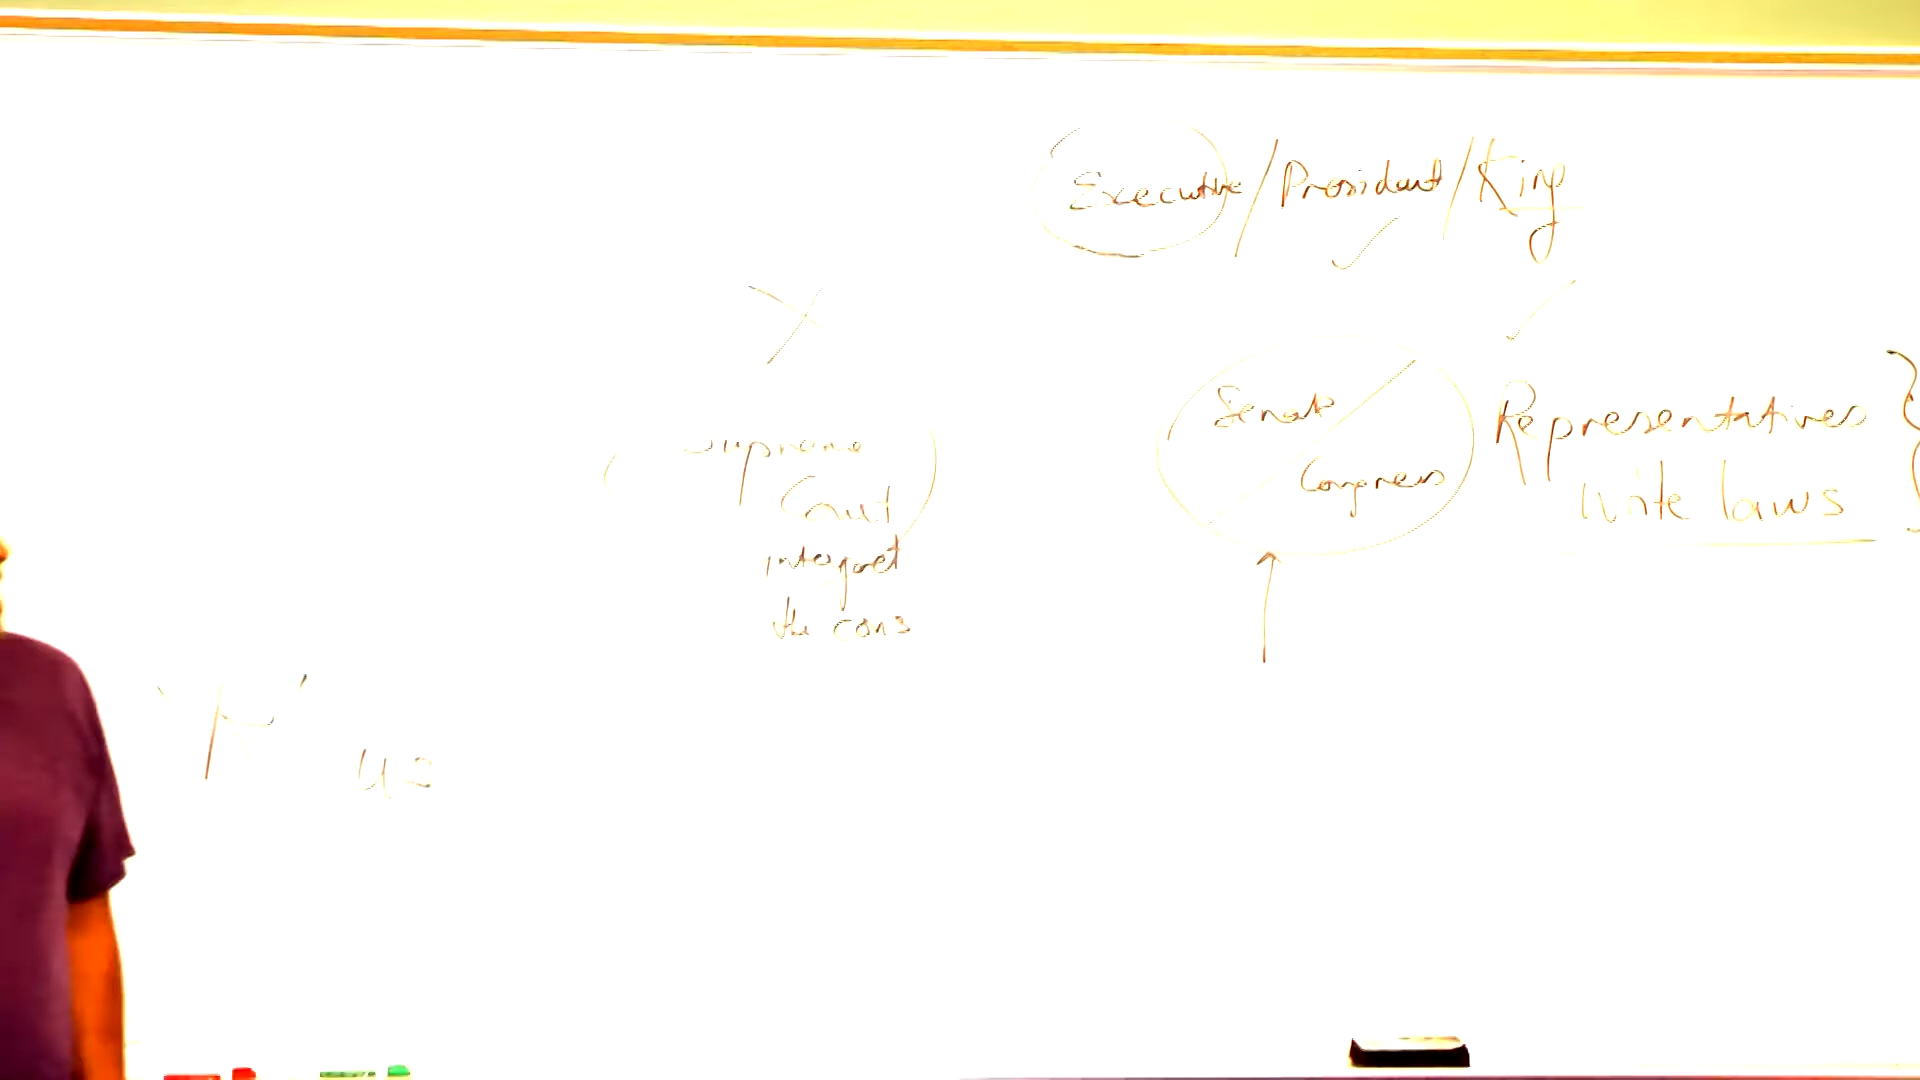 Executive/President/King
Supreme
Court
interpret
the cons
Senate
Congress
Representatives
write laws